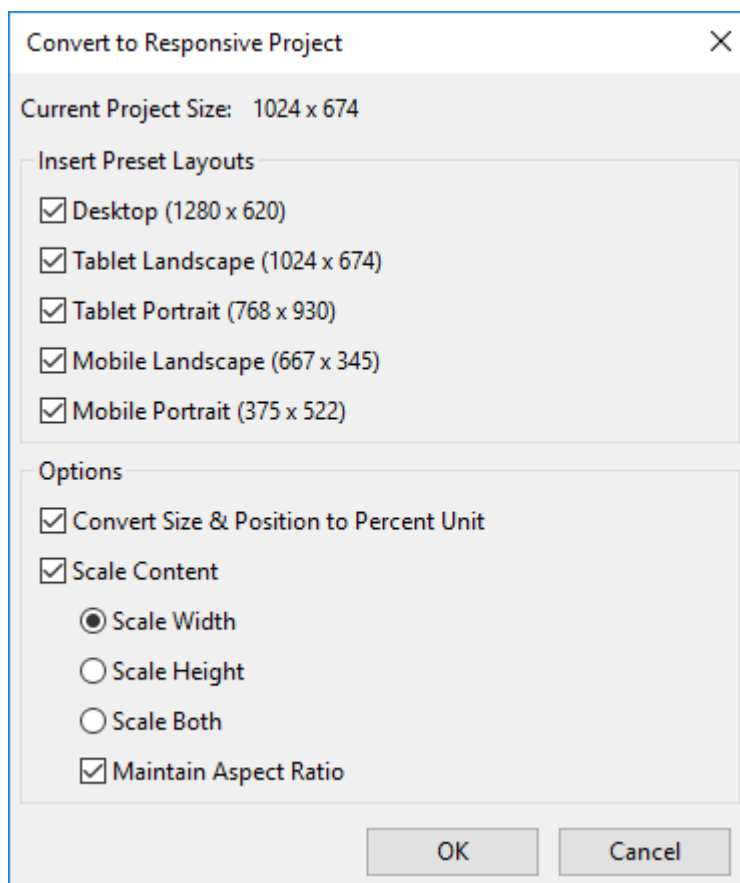 Convert to Responsive Project
Current Project Size: 1024 x 674
Insert Preset Layouts
Desktop (1280 x 620)
Tablet Landscape (1024 x 674)
Tablet Portrait (768 x 930)
Mobile Landscape (667 x 345)
Mobile Portrait (375 x 522)
Options
Convert Size & Position to Percent Unit
Scale Content
Scale Width
Scale Height
Scale Both
Maintain Aspect Ratio
OK Cancel